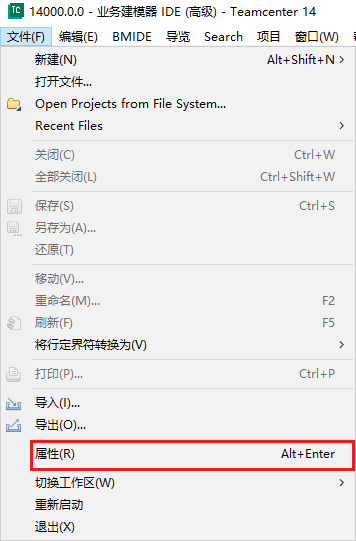 TC 14000.0.0 - 业务建模器 IDE (高级) - Teamcenter 14
文件(F) 编辑(E) BMIDE 导览 Search 项目 窗口(W)
新建(N) Alt+Shift+N
打开文件...
Open Projects from File System...
Recent Files
关闭(C) Ctrl+W
全部关闭(L) Ctrl+Shift+W
保存(S) Ctrl+S
另存为(A)...
还原(T)
移动(V)...
重命名(M)... F2
刷新(F) F5
将行定界符转换为(V)
打印(P)... Ctrl+P
导入(I)...
导出(O)...
属性(R) Alt+Enter
切换工作区(W)
重新启动
退出(X)